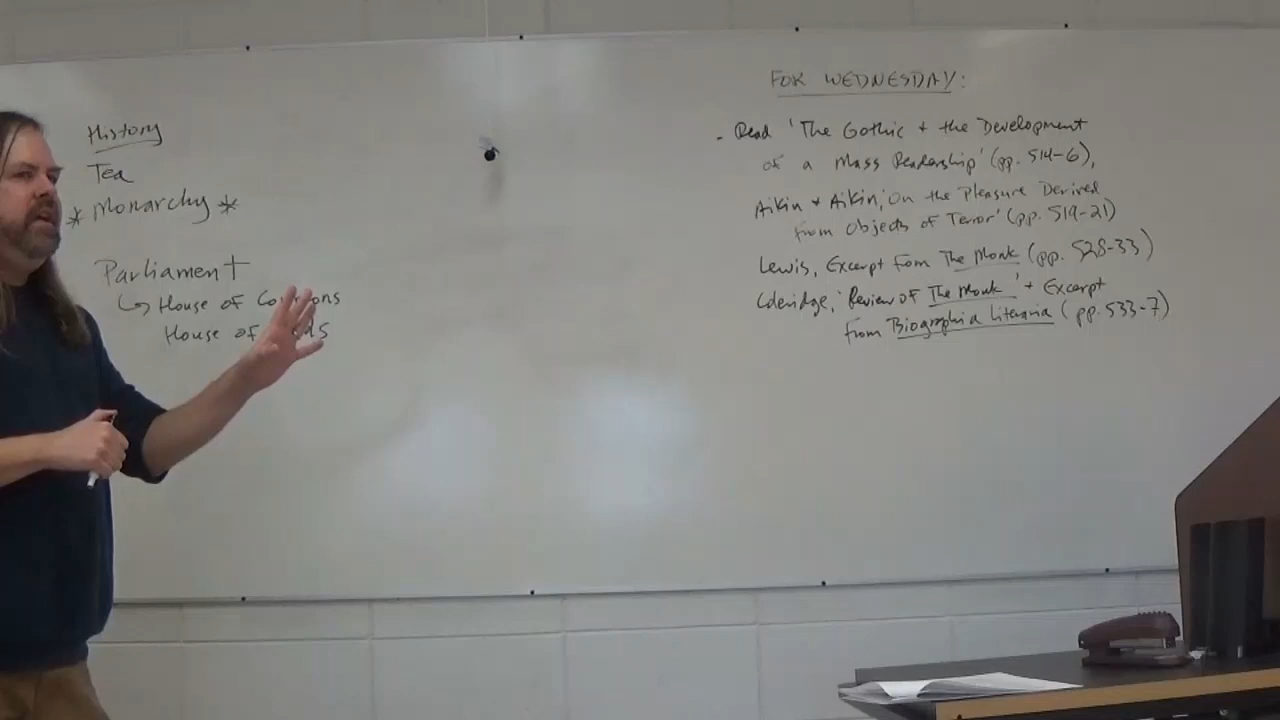 History
Tea
* Monarchy *
Parliament
↳ House of Commons
House of
FOR WEDNESDAY:
- Read 'The Gothic + the Development
of a Mass Readership' (pp. 514-6),
Aikin + Aikin, 'On the Pleasure Derived
from Objects of Terror' (pp. 519-21)
Lewis, Excerpt from The Monk (pp. 528-33)
Coleridge, 'Review of The Monk' + Excerpt
from Biographia Literaria (pp. 533-7)